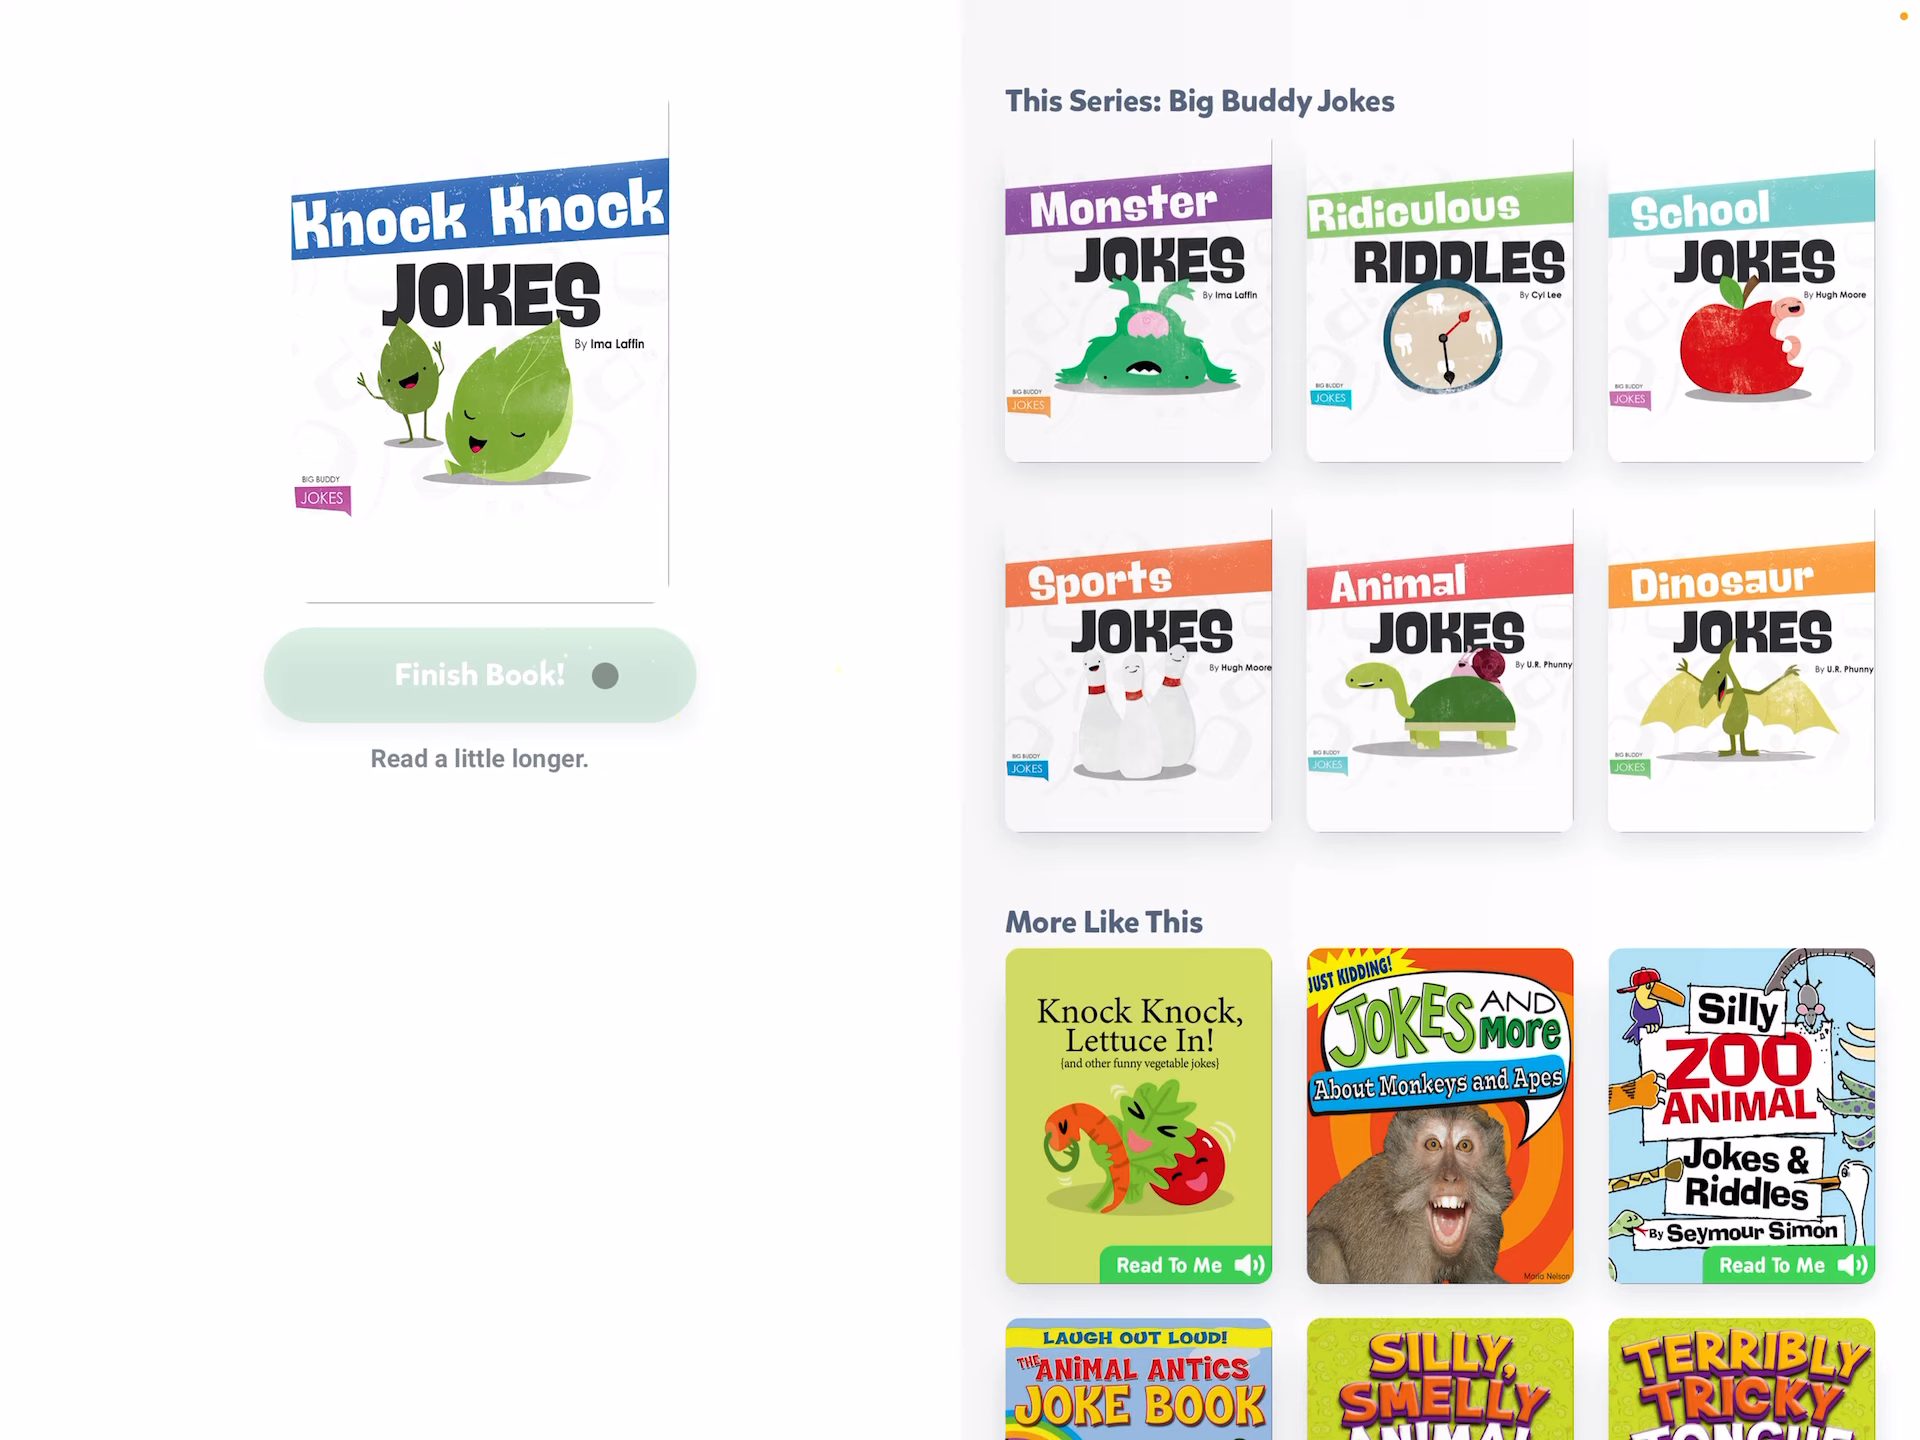 Knock Knock
JOKES
By Ima Laffin
BIG BUDDY
JOKES
Finish Book!
Read a little longer.
This Series: Big Buddy Jokes
Monster
JOKES
By Ima Laffin
BIG BUDDY
JOKES
Ridiculous
RIDDLES
By Cyl Lee
BIG BUDDY
JOKES
School
JOKES
By Hugh Moore
BIG BUDDY
JOKES
Sports
JOKES
By Hugh Moore
BIG BUDDY
JOKES
Animal
JOKES
By U.R. Phunny
BIG BUDDY
JOKES
Dinosaur
JOKES
By U.R. Phunny
BIG BUDDY
JOKES
More Like This
Knock Knock,
Lettuce In!
{and other funny vegetable jokes}
Read To Me
JUST KIDDING!
JOKES AND
More
About Monkeys and Apes
Maria Nelson
Silly
ZOO
ANIMAL
Jokes &
Riddles
By Seymour Simon
Read To Me
LAUGH OUT LOUD!
THE ANIMAL ANTICS
JOKE BOOK
SILLY,
SMELLY
ANIMAL
TERRIBLY
TRICKY
TONGUE